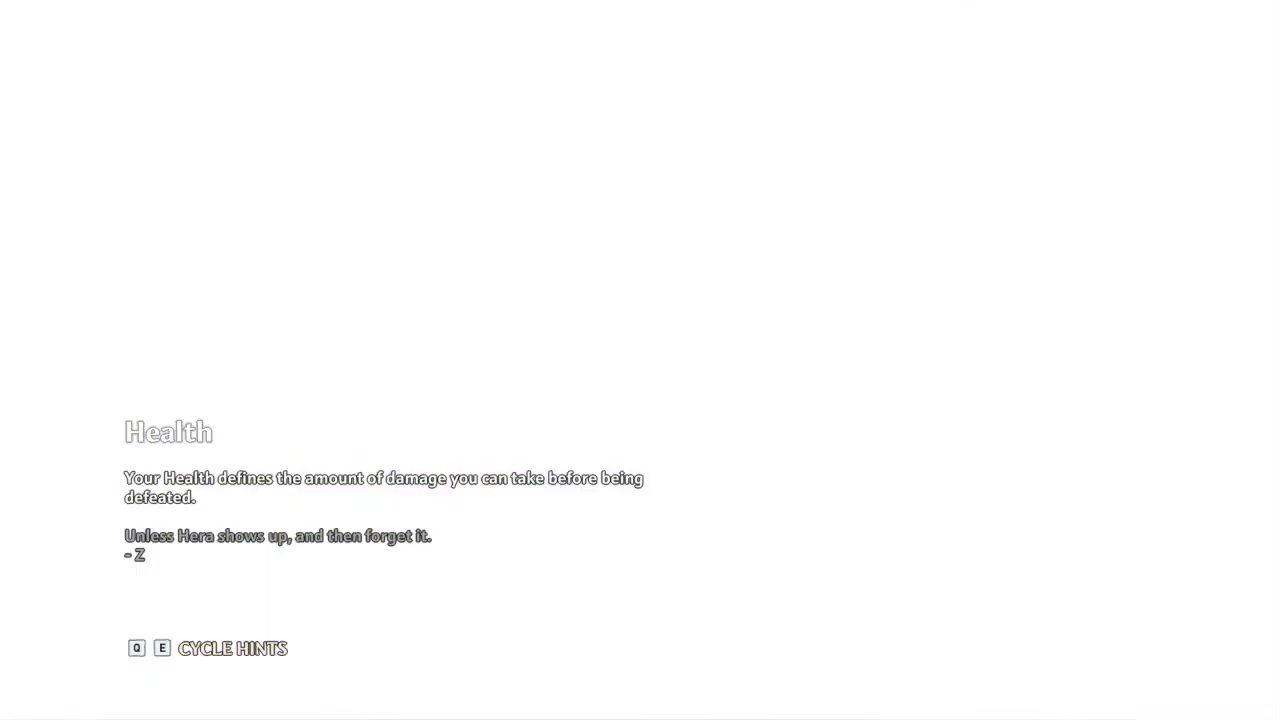 Health
Your Health defines the amount of damage you can take before being
defeated.
Unless Hera shows up, and then forget it.
- Z
Q E CYCLE HINTS